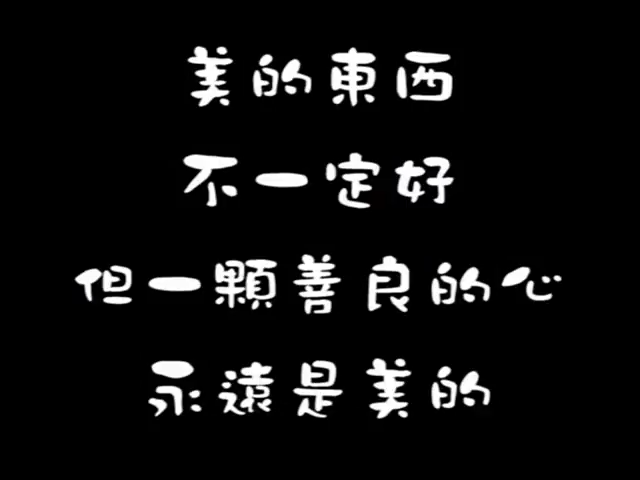 美的東西
不一定好
但一顆善良的心
永遠是美的